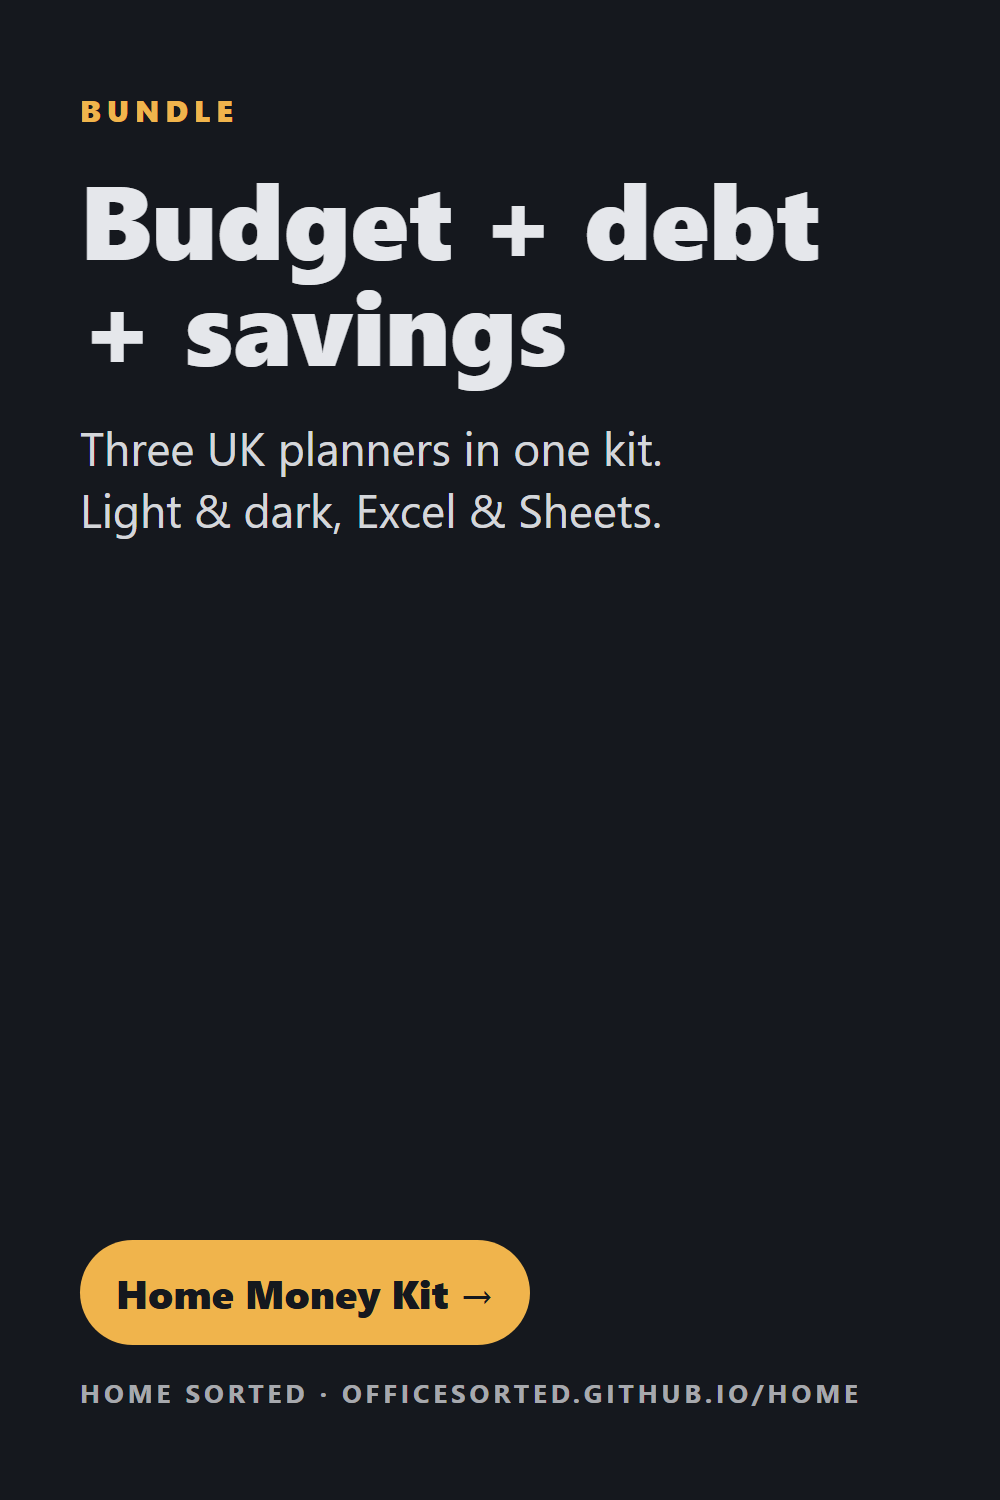 BUNDLE
Budget + debt
+ savings
Three UK planners in one kit.
Light & dark, Excel & Sheets.
Home Money Kit →
HOME SORTED · OFFICESORTED.GITHUB.IO/HOME